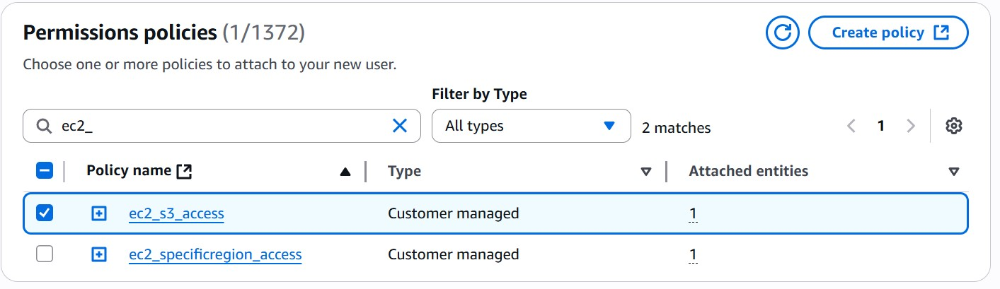 Permissions policies (1/1372)
Create policy
Choose one or more policies to attach to your new user.
Filter by Type
ec2_
All types
2 matches
1
Policy name
Type
Attached entities
ec2_s3_access
Customer managed
1
ec2_specificregion_access
Customer managed
1